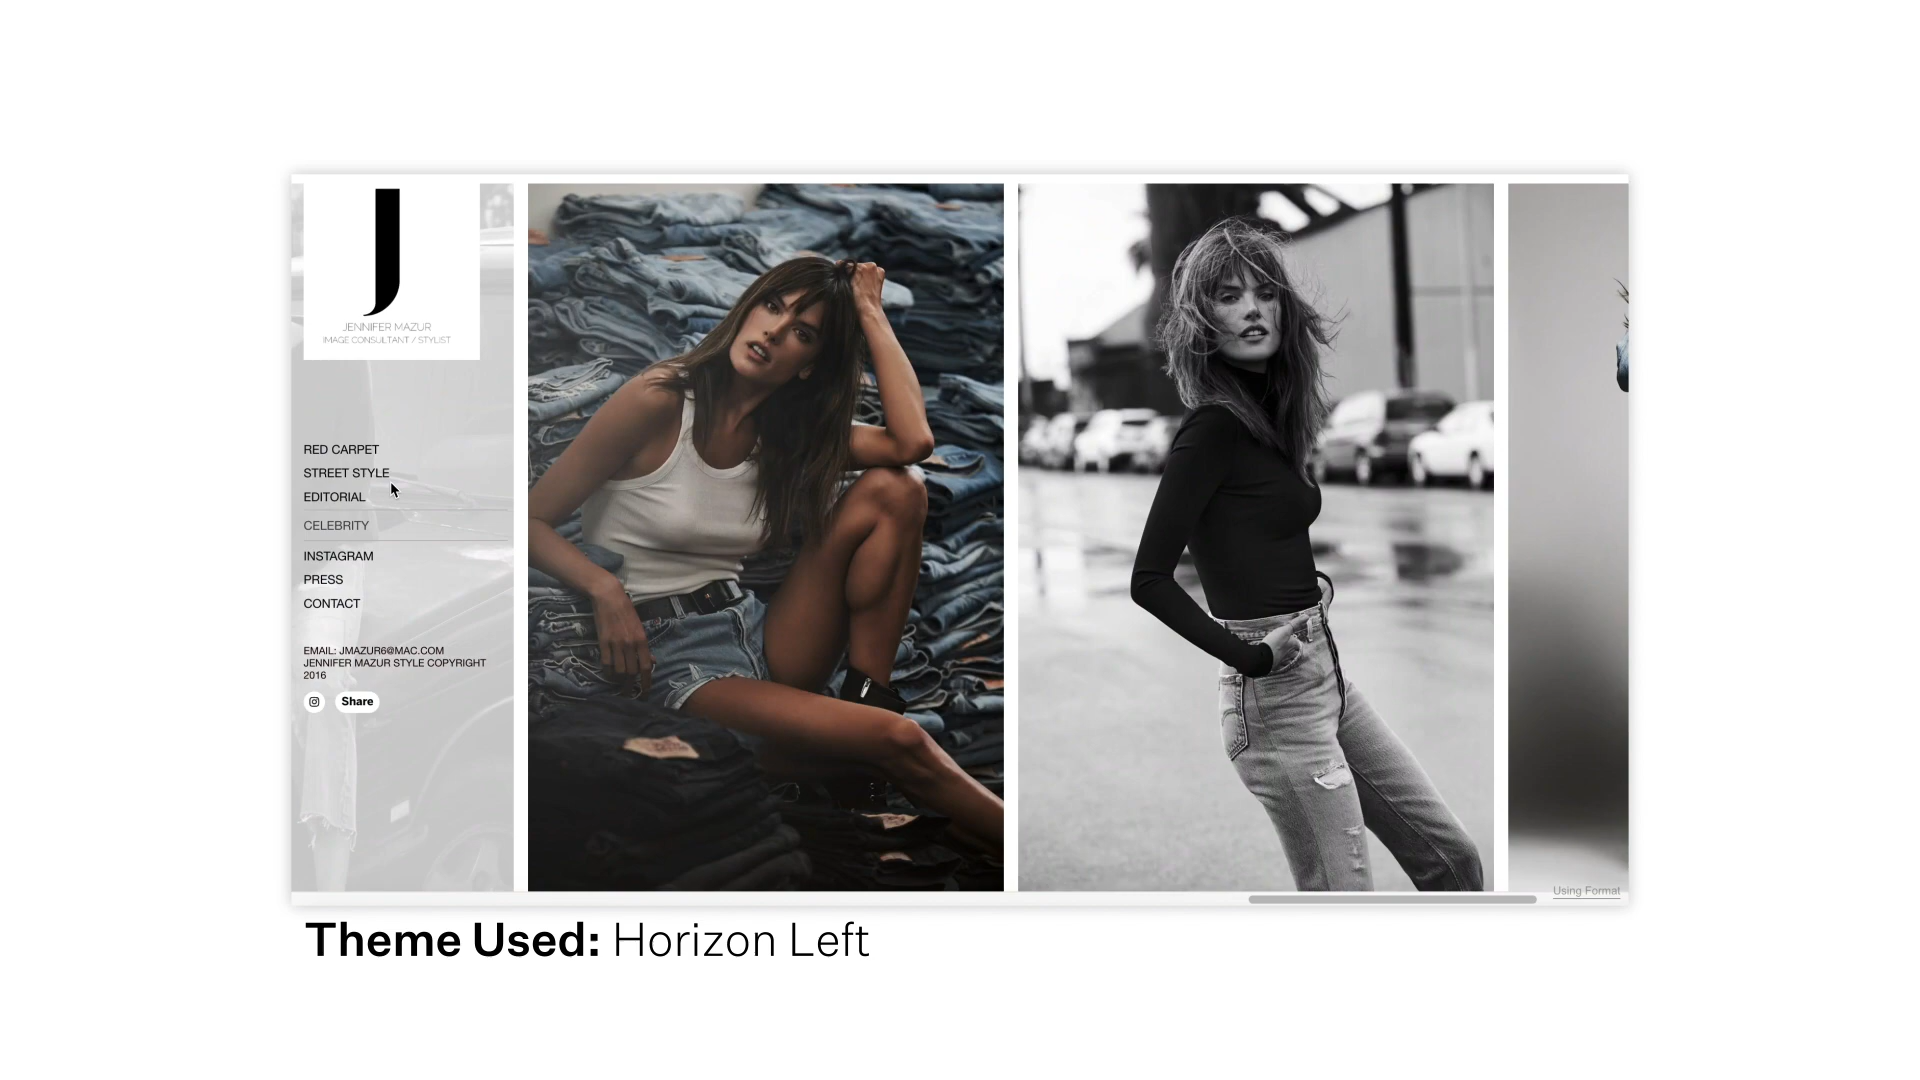 J
JENNIFER MAZUR
IMAGE CONSULTANT / STYLIST
RED CARPET
STREET STYLE
EDITORIAL
CELEBRITY
INSTAGRAM
PRESS
CONTACT
EMAIL: JMAZUR6@MAC.COM
JENNIFER MAZUR STYLE COPYRIGHT
2016
Share
Using Format
Theme Used: Horizon Left